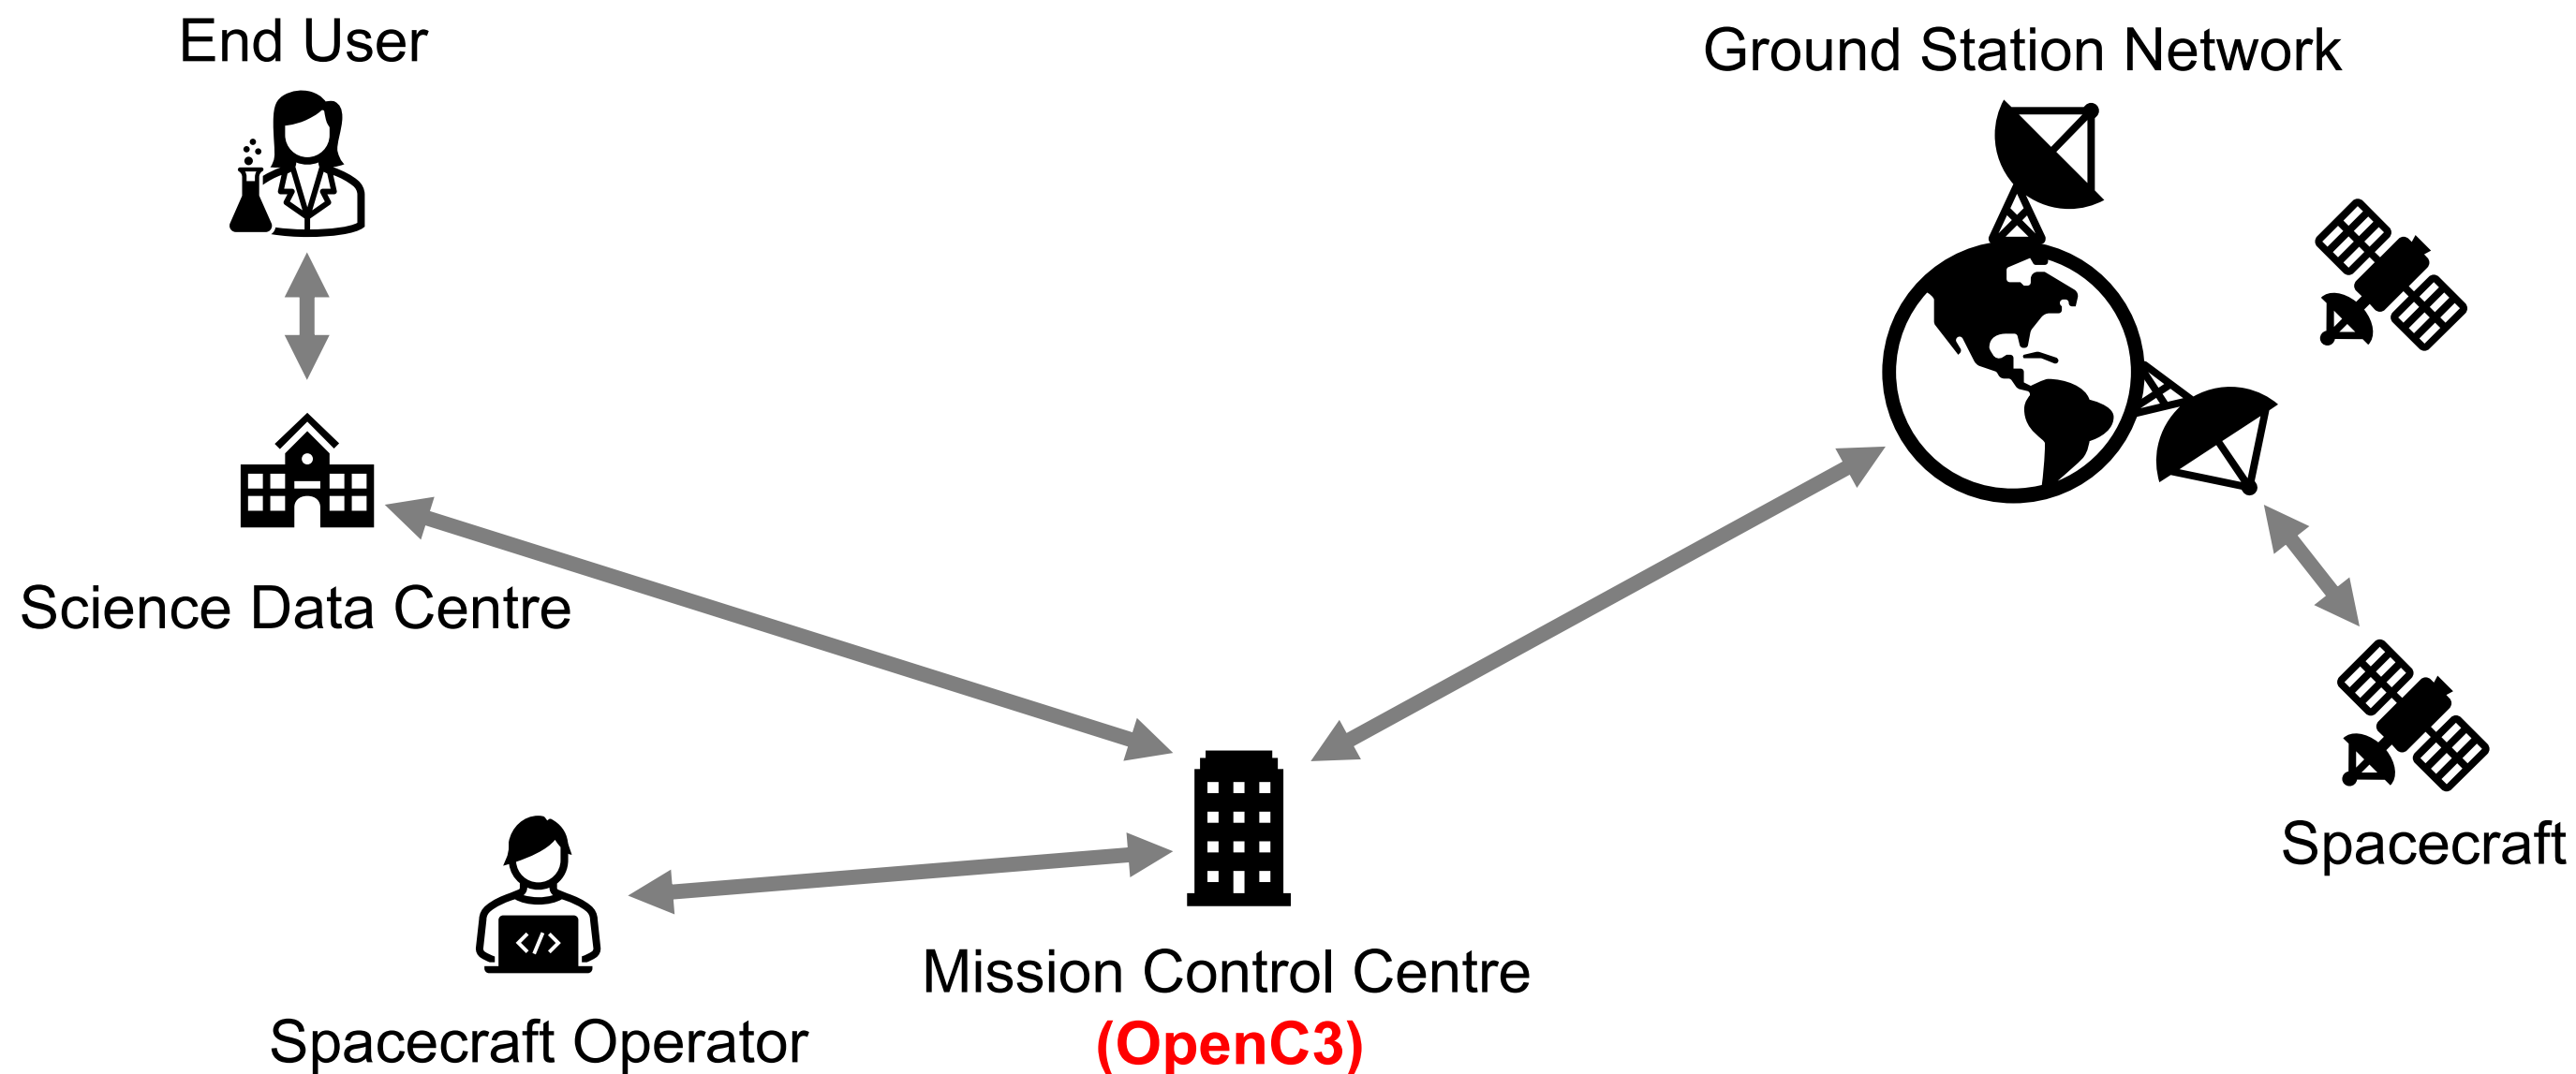 End User
Ground Station Network
Science Data Centre
Spacecraft
Mission Control Centre
(OpenC3)
Spacecraft Operator